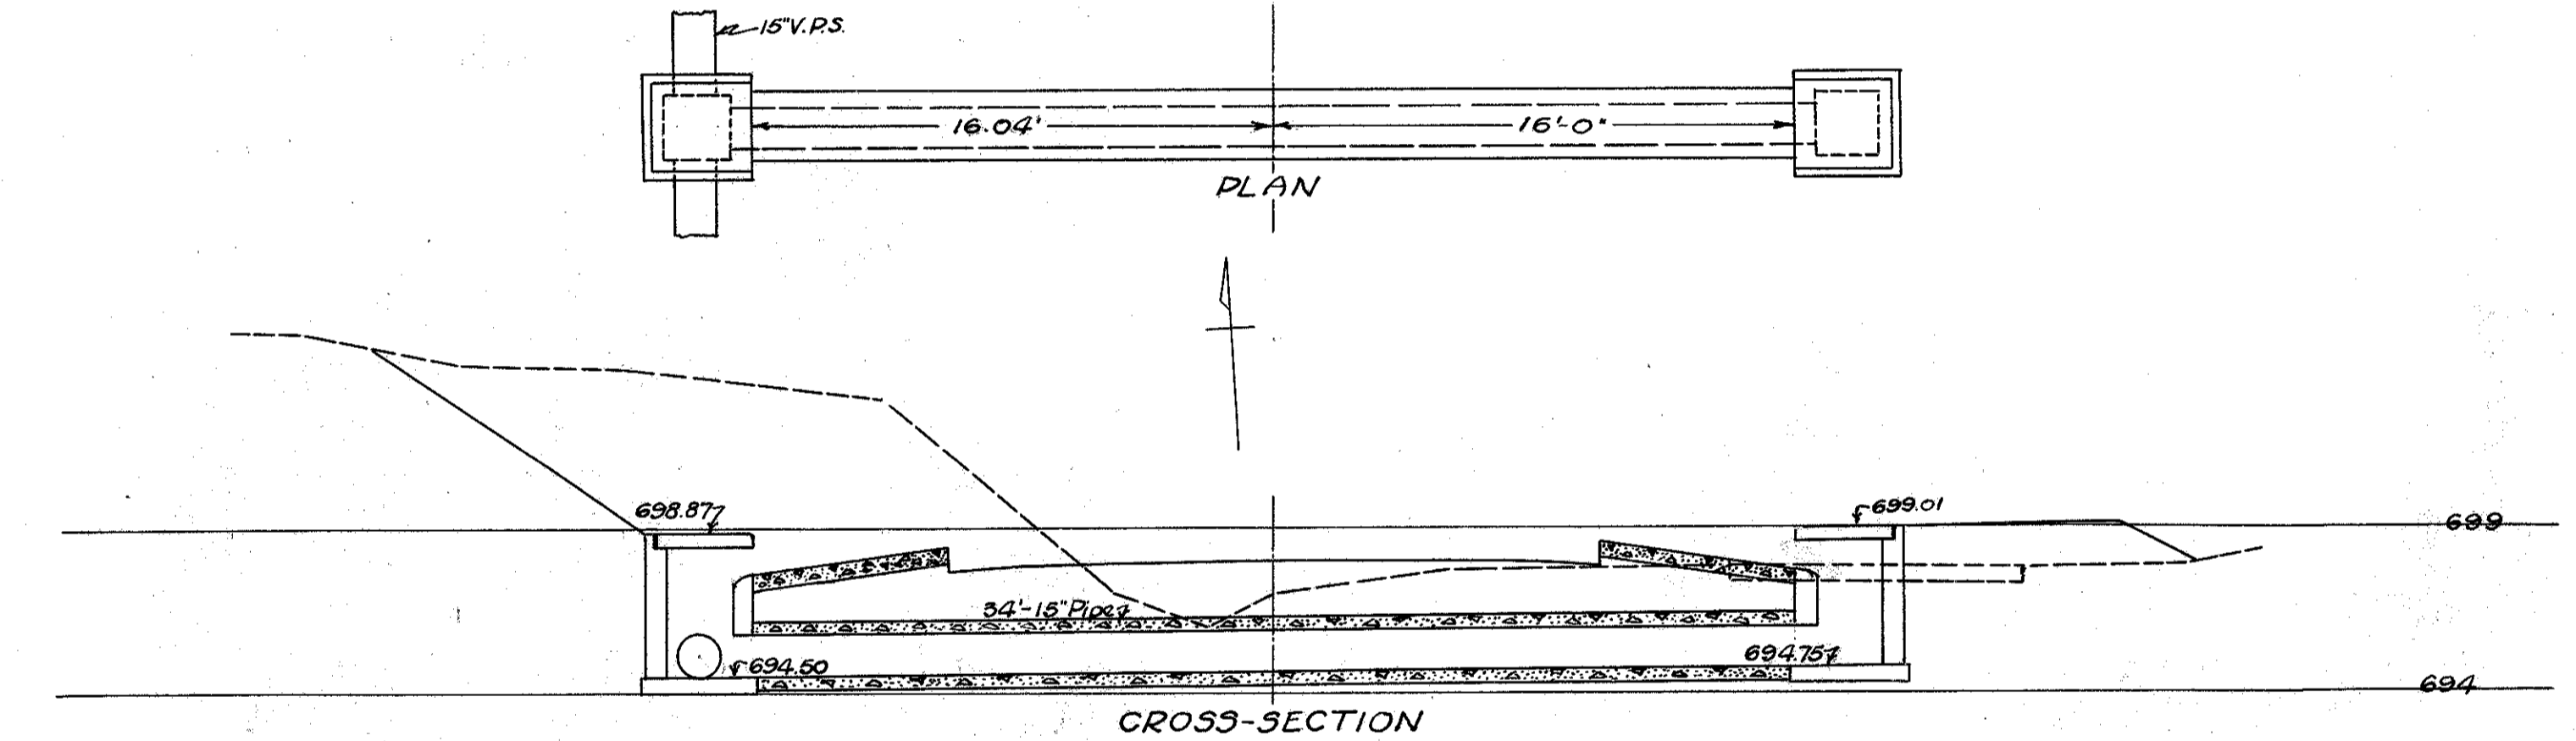 15" V.P.S.
16.04'
16'-0"
PLAN
698.87
699.01
699
34'-15" Pipe
694.50
694.75
694
CROSS-SECTION